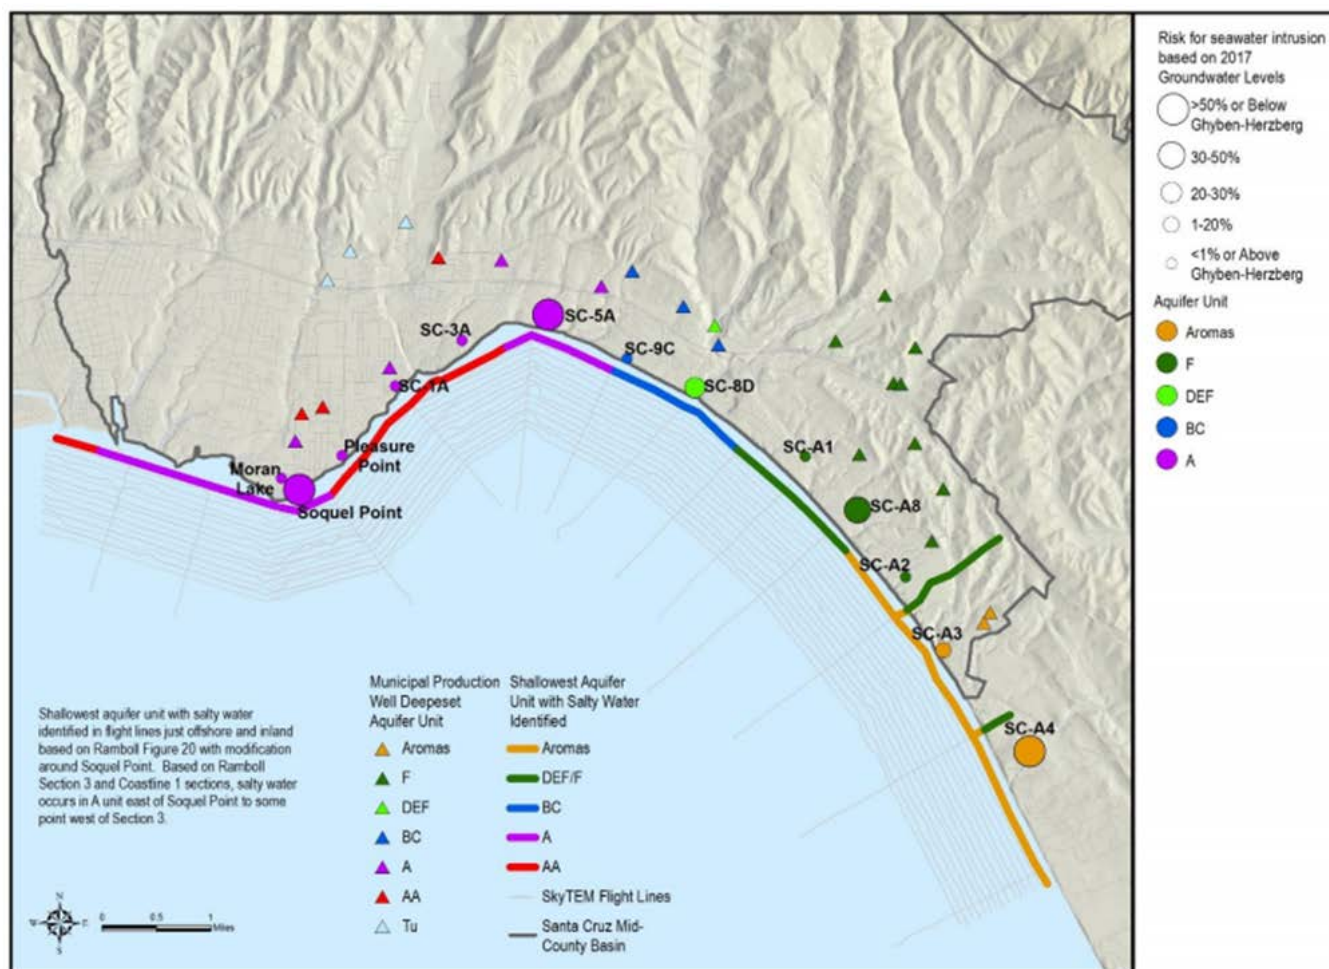 Risk for seawater intrusion
based on 2017
Groundwater Levels
>50% or Below
Ghyben-Herzberg
30-50%
20-30%
1-20%
<1% or Above
Ghyben-Herzberg
Aquifer Unit
Aromas
F
DEF
BC
A
SC-3A
SC-5A
SC-9C
SC-1A
SC-8D
Pleasure
Point
Moran
Lake
Soquel Point
SC-A1
SC-A8
SC-A2
SC-A3
SC-A4
Shallowest aquifer unit with salty water
identified in flight lines just offshore and inland
based on Ramboll Figure 20 with modification
around Soquel Point. Based on Ramboll
Section 3 and Coastline 1 sections, salty water
occurs in A unit east of Soquel Point to some
point west of Section 3.
Municipal Production
Well Deepeset
Aquifer Unit
Aromas
F
DEF
BC
A
AA
Tu
Shallowest Aquifer
Unit with Salty Water
Identified
Aromas
DEF/F
BC
A
AA
SkyTEM Flight Lines
Santa Cruz Mid-
County Basin
N
W E
S
0 0.5 1
Miles